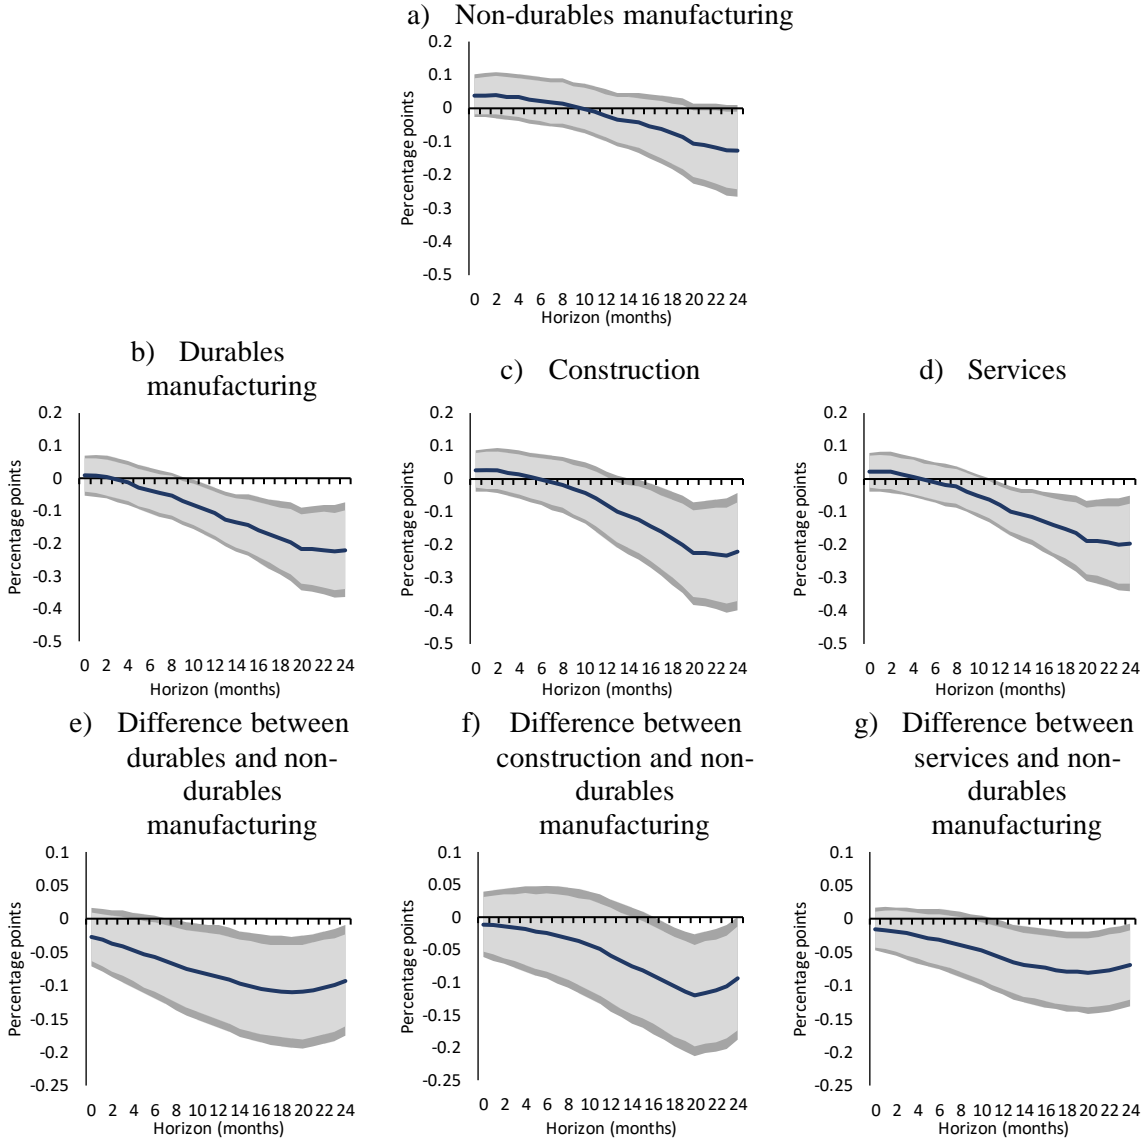 a) Non-durables manufacturing
0.2
0.1
0
-0.1
-0.2
-0.3
-0.4
-0.5
Percentage points
0 2 4 6 8 10 12 14 16 18 20 22 24
Horizon (months)
b) Durables
manufacturing
0.2
0.1
0
-0.1
-0.2
-0.3
-0.4
-0.5
Percentage points
0 2 4 6 8 10 12 14 16 18 20 22 24
Horizon (months)
c) Construction
0.2
0.1
0
-0.1
-0.2
-0.3
-0.4
-0.5
Percentage points
0 2 4 6 8 10 12 14 16 18 20 22 24
Horizon (months)
d) Services
0.2
0.1
0
-0.1
-0.2
-0.3
-0.4
-0.5
Percentage points
0 2 4 6 8 10 12 14 16 18 20 22 24
Horizon (months)
e) Difference between
durables and non-
durables
manufacturing
0.1
0.05
0
-0.05
-0.1
-0.15
-0.2
-0.25
Percentage points
0 2 4 6 8 10 12 14 16 18 20 22 24
Horizon (months)
f) Difference between
construction and non-
durables
manufacturing
0.1
0.05
0
-0.05
-0.1
-0.15
-0.2
-0.25
Percentage points
0 2 4 6 8 10 12 14 16 18 20 22 24
Horizon (months)
g) Difference between
services and non-
durables
manufacturing
0.1
0.05
0
-0.05
-0.1
-0.15
-0.2
-0.25
Percentage points
0 2 4 6 8 10 12 14 16 18 20 22 24
Horizon (months)